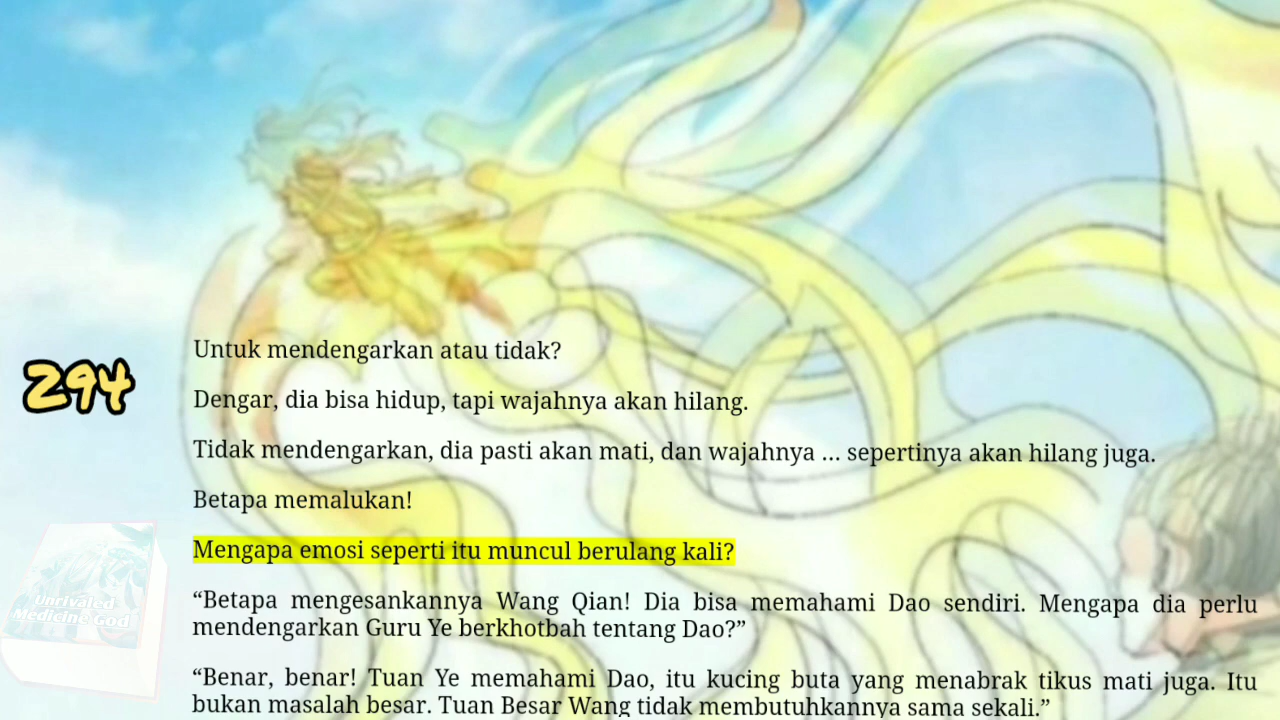 294
Untuk mendengarkan atau tidak?
Dengar, dia bisa hidup, tapi wajahnya akan hilang.
Tidak mendengarkan, dia pasti akan mati, dan wajahnya ... sepertinya akan hilang juga.
Betapa memalukan!
Mengapa emosi seperti itu muncul berulang kali?
“Betapa mengesankannya Wang Qian! Dia bisa memahami Dao sendiri. Mengapa dia perlu
mendengarkan Guru Ye berkhotbah tentang Dao?”
“Benar, benar! Tuan Ye memahami Dao, itu kucing buta yang menabrak tikus mati juga. Itu
bukan masalah besar. Tuan Besar Wang tidak membutuhkannya sama sekali.”
Unrivaled
Medicine God